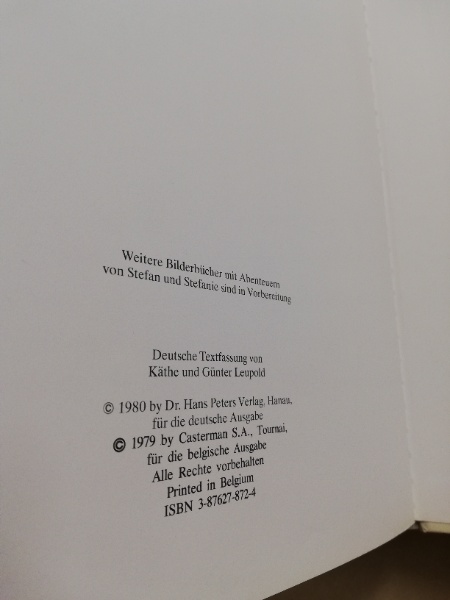 Weitere Bilderbücher mit Abenteuern
von Stefan und Stefanie sind in Vorbereitung
Deutsche Textfassung von
Käthe und Günter Leupold
© 1980 by Dr. Hans Peters Verlag, Hanau,
für die deutsche Ausgabe
© 1979 by Casterman S.A., Tournai,
für die belgische Ausgabe
Alle Rechte vorbehalten
Printed in Belgium
ISBN 3-87627-872-4